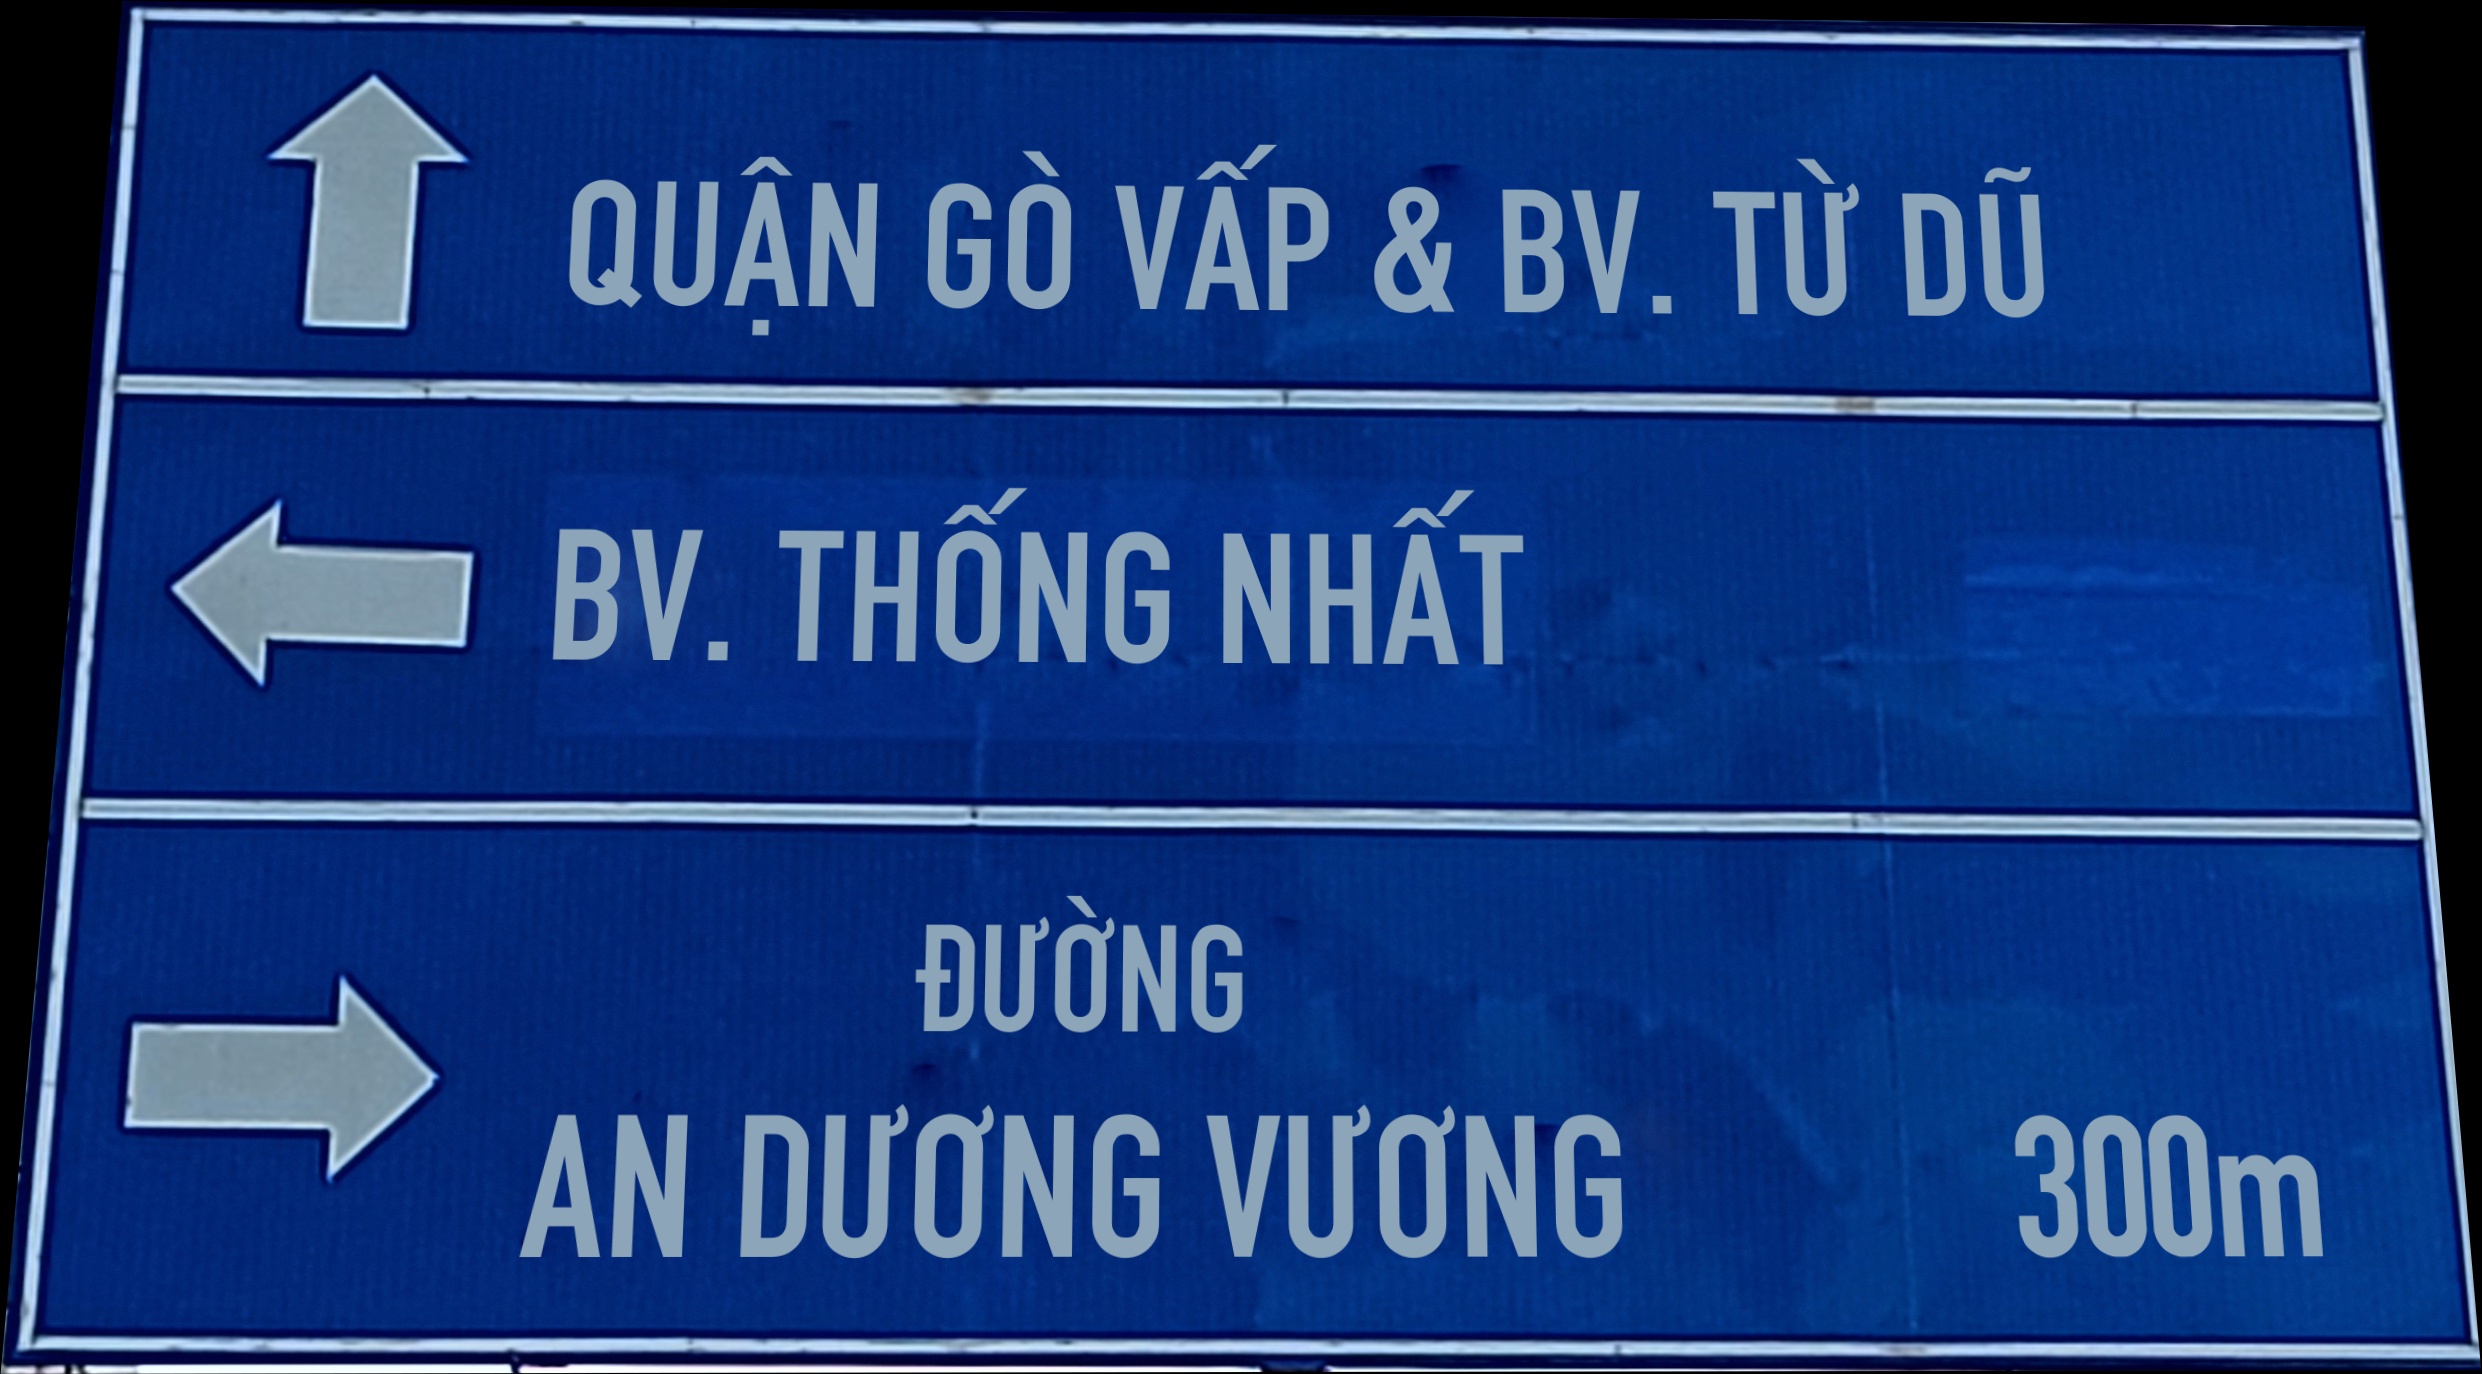 QUẬN GÒ VẤP & BV. TỪ DŨ
BV. THỐNG NHẤT
ĐƯỜNG
AN DƯƠNG VƯƠNG 300m